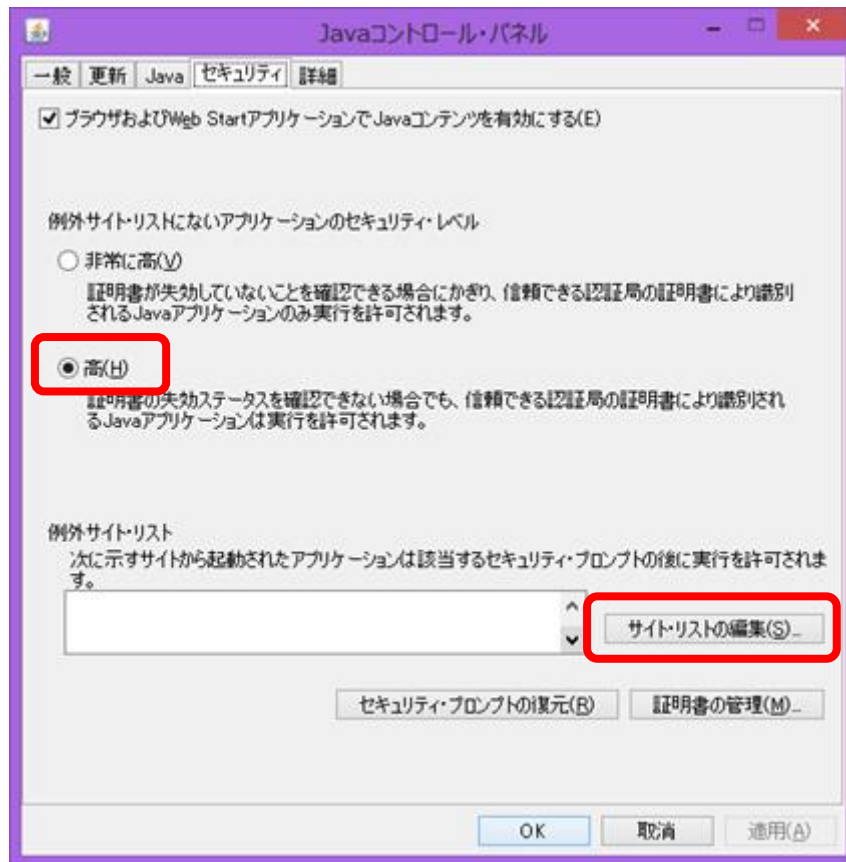 Javaコントロール・パネル
一般 更新 Java セキュリティ 詳細
ブラウザおよびWeb StartアプリケーションでJavaコンテンツを有効にする(E)
例外サイト・リストにないアプリケーションのセキュリティ・レベル
非常に高(V)
証明書が失効していないことを確認できる場合にかぎり、信頼できる認証局の証明書により識別
されるJavaアプリケーションのみ実行を許可されます。
高(H)
証明書の失効ステータスを確認できない場合でも、信頼できる認証局の証明書により識別され
るJavaアプリケーションは実行を許可されます。
例外サイト・リスト
次に示すサイトから起動されたアプリケーションは該当するセキュリティ・プロンプトの後に実行を許可されま
す。
サイト・リストの編集(S)...
セキュリティ・プロンプトの復元(R) 証明書の管理(M)...
OK 取消 適用(A)